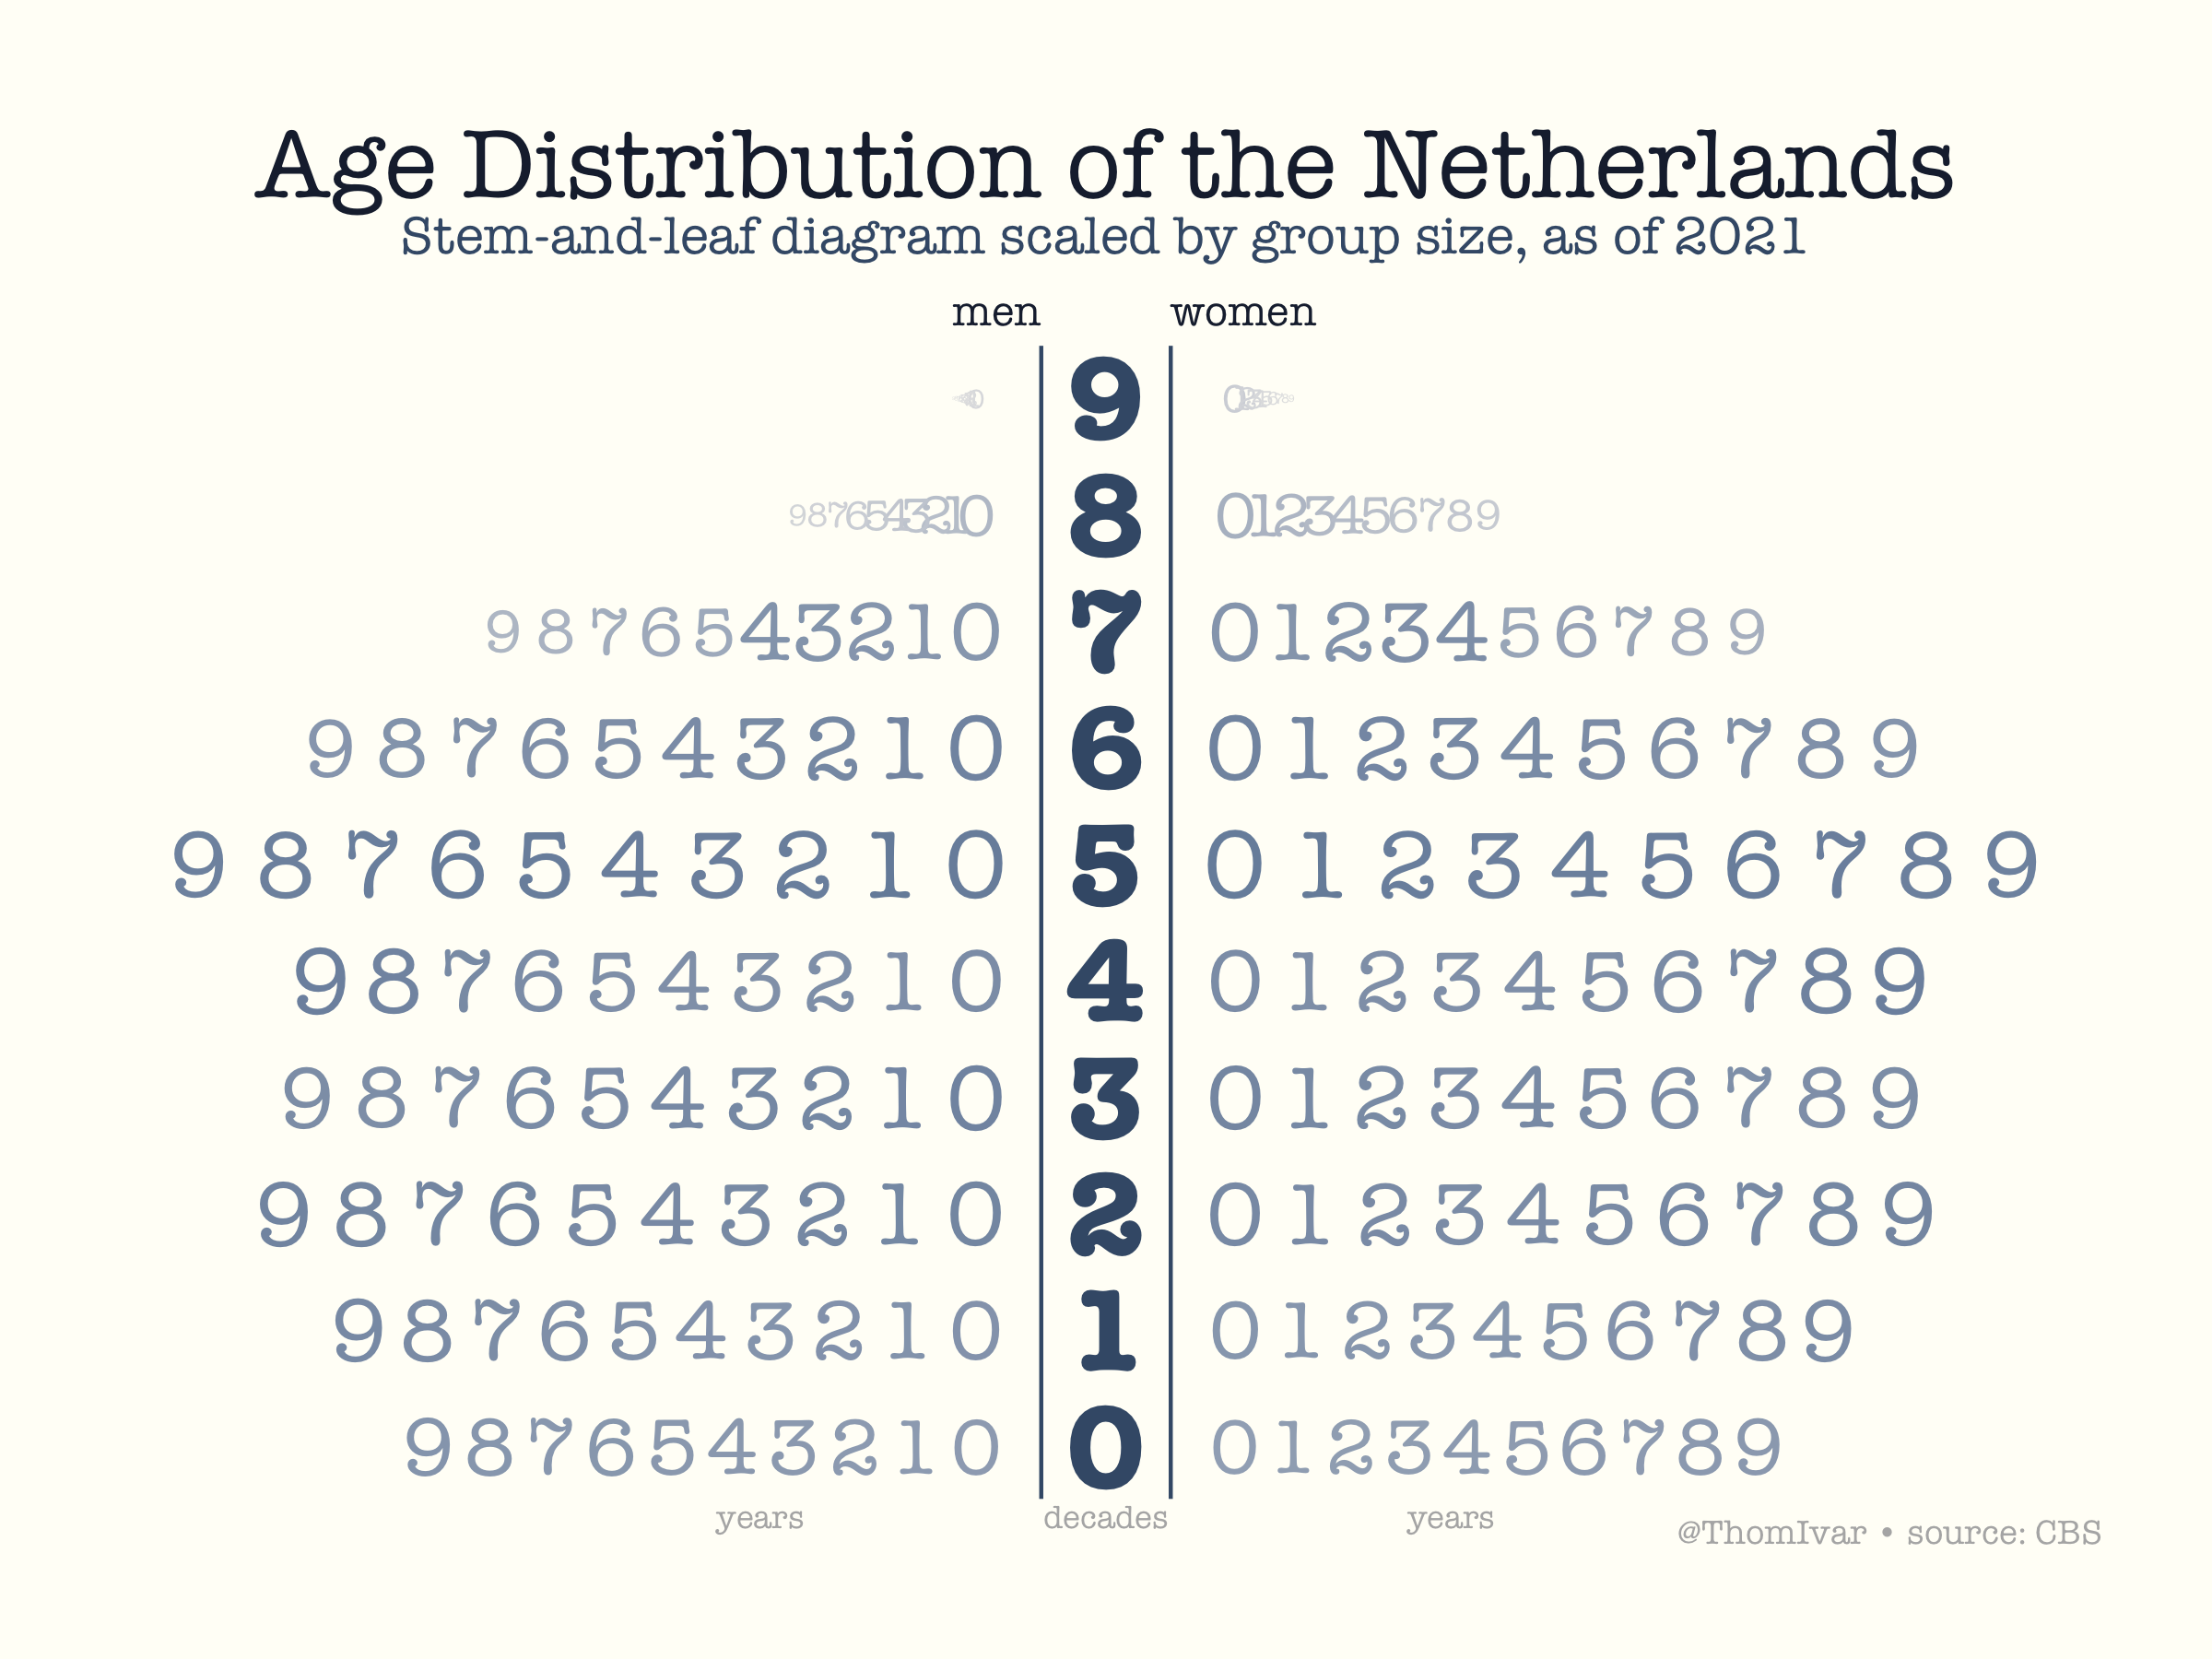 Age Distribution of the Netherlands
Stem-and-leaf diagram scaled by group size, as of 2021
men women
0 9 0
9876543210 8 0123456789
9876543210 7 0123456789
9876543210 6 0123456789
9876543210 5 0123456789
9876543210 4 0123456789
9876543210 3 0123456789
9876543210 2 0123456789
9876543210 1 0123456789
9876543210 0 0123456789
years decades years
@ThomIvar • source: CBS